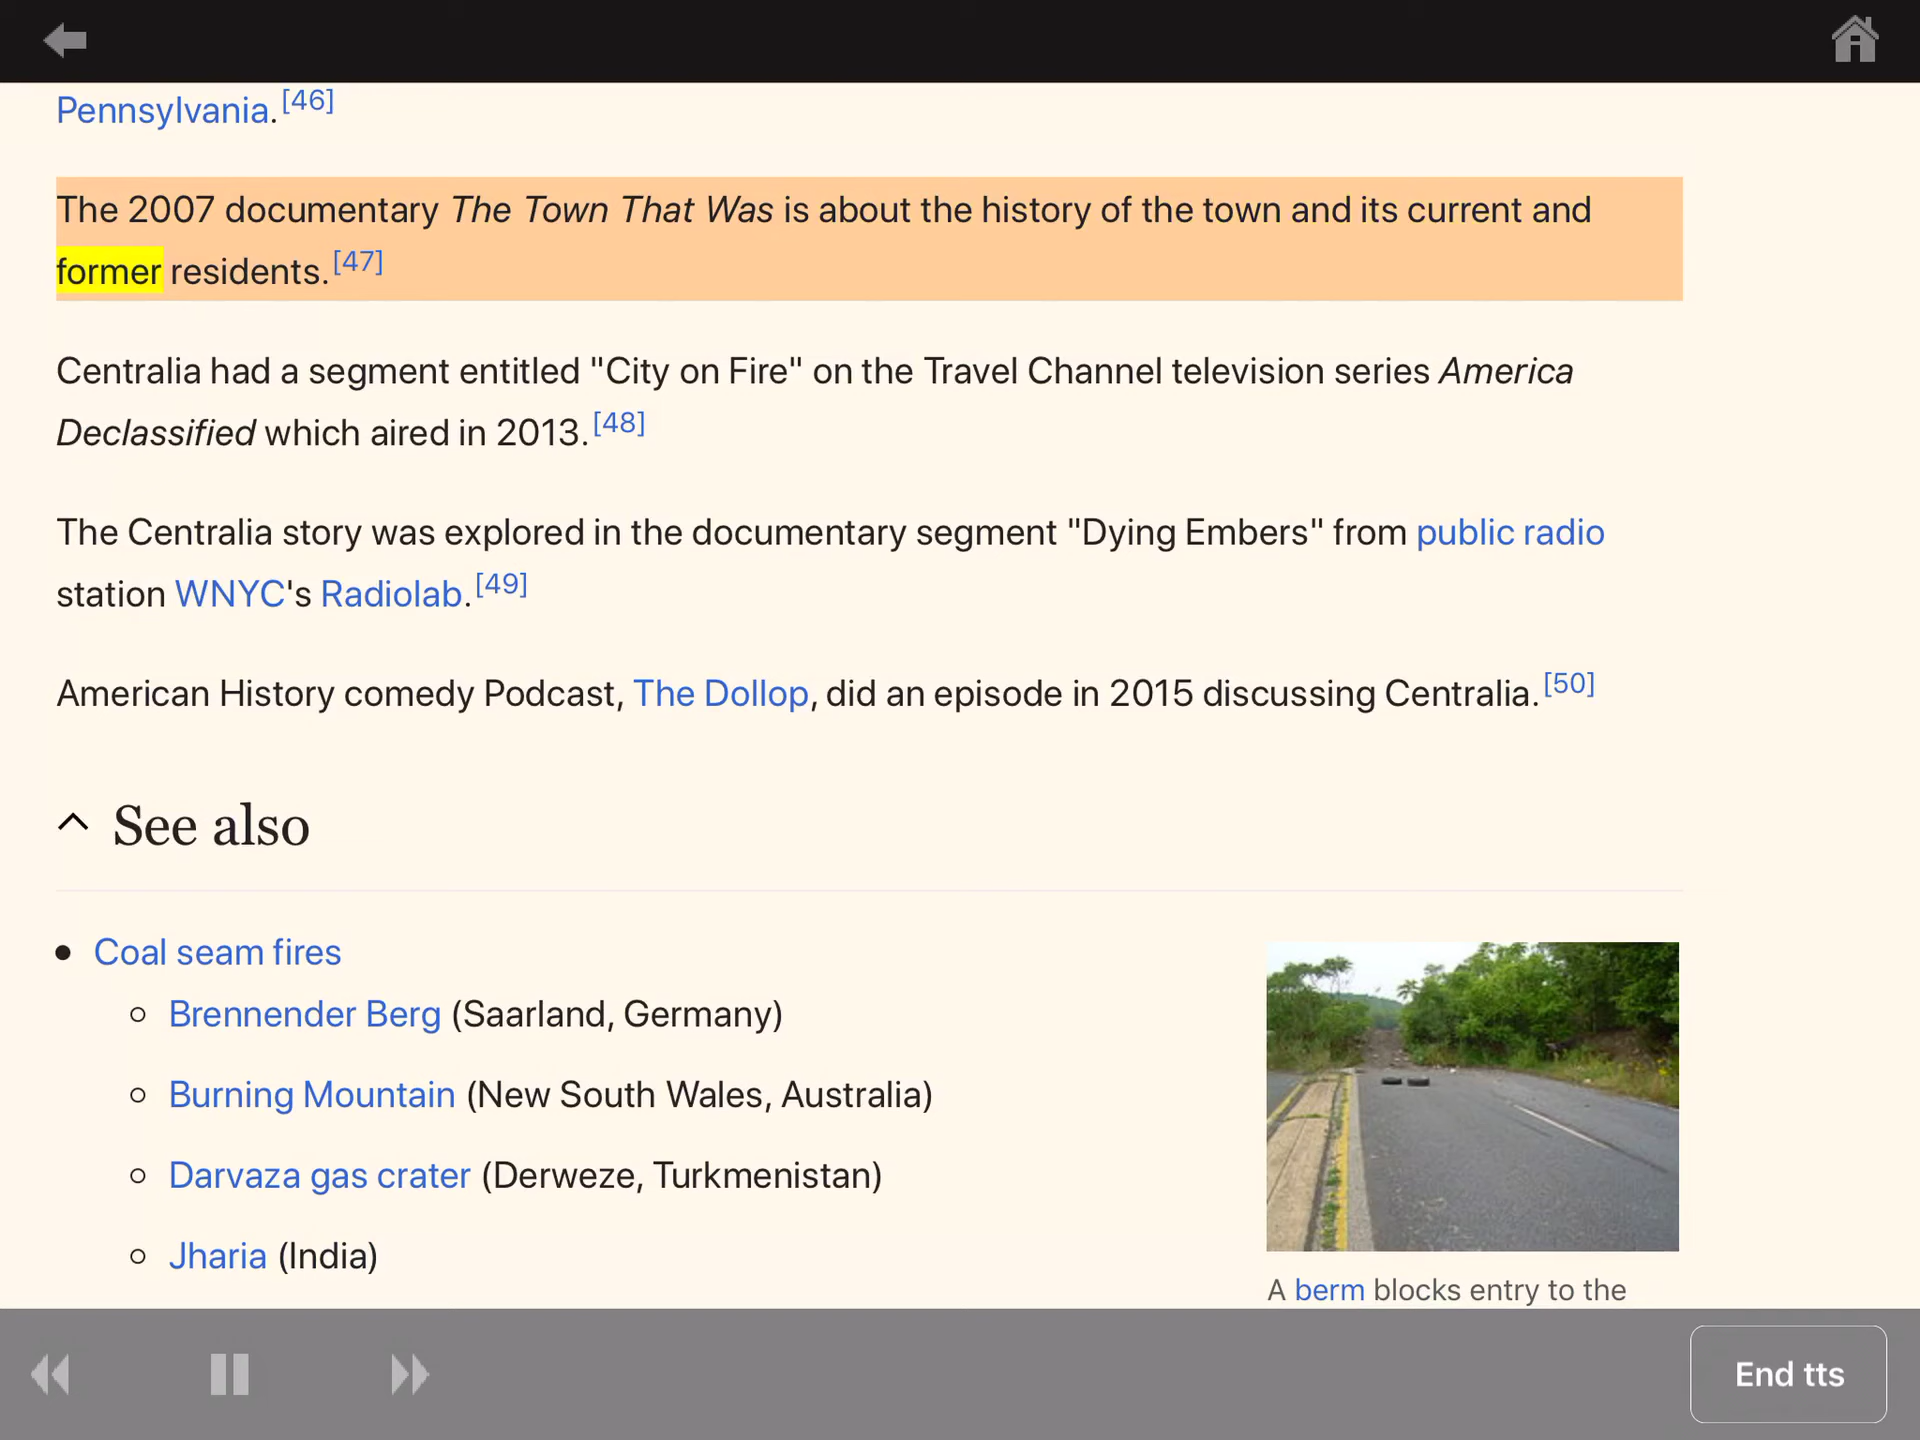 Pennsylvania.[46]
The 2007 documentary The Town That Was is about the history of the town and its current and
former residents.[47]
Centralia had a segment entitled "City on Fire" on the Travel Channel television series America
Declassified which aired in 2013.[48]
The Centralia story was explored in the documentary segment "Dying Embers" from public radio
station WNYC's Radiolab.[49]
American History comedy Podcast, The Dollop, did an episode in 2015 discussing Centralia.[50]
See also
Coal seam fires
Brennender Berg (Saarland, Germany)
Burning Mountain (New South Wales, Australia)
Darvaza gas crater (Derweze, Turkmenistan)
Jharia (India)
A berm blocks entry to the
End tts